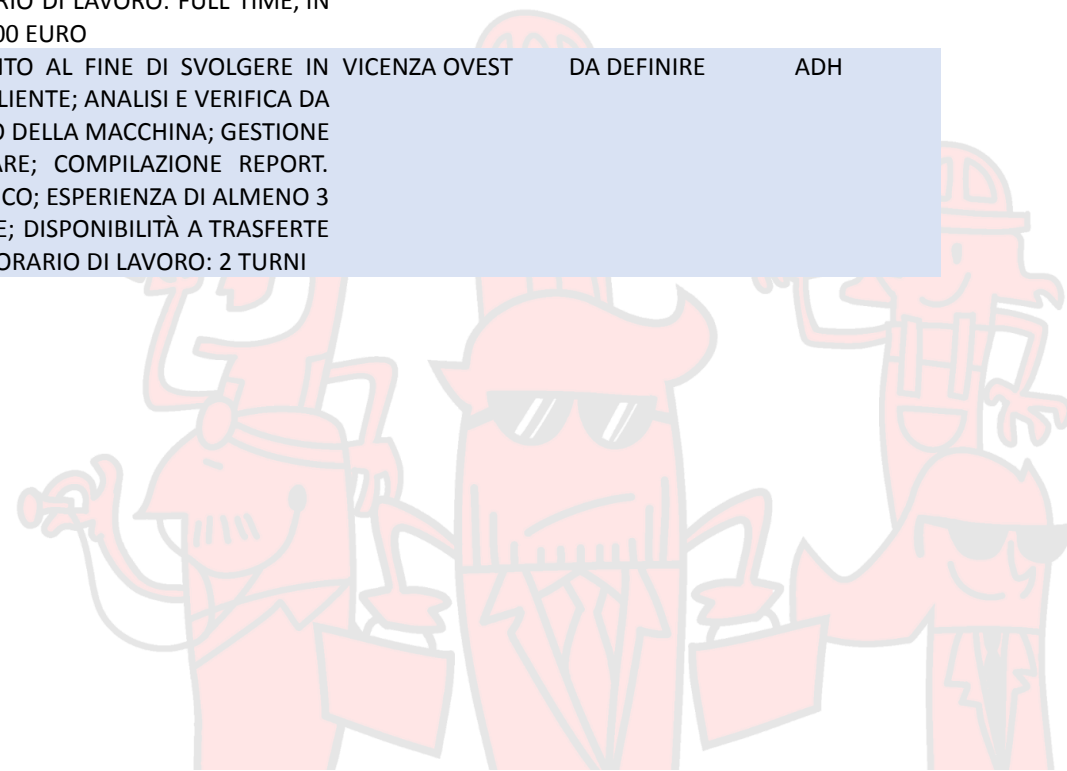 RIO DI LAVORO: FULL TIME, IN
00 EURO
ITO AL FINE DI SVOLGERE IN VICENZA OVEST DA DEFINIRE ADH
LIENTE; ANALISI E VERIFICA DA
O DELLA MACCHINA; GESTIONE
ARE; COMPILAZIONE REPORT.
ICO; ESPERIENZA DI ALMENO 3
E; DISPONIBILITÀ A TRASFERTE
ORARIO DI LAVORO: 2 TURNI